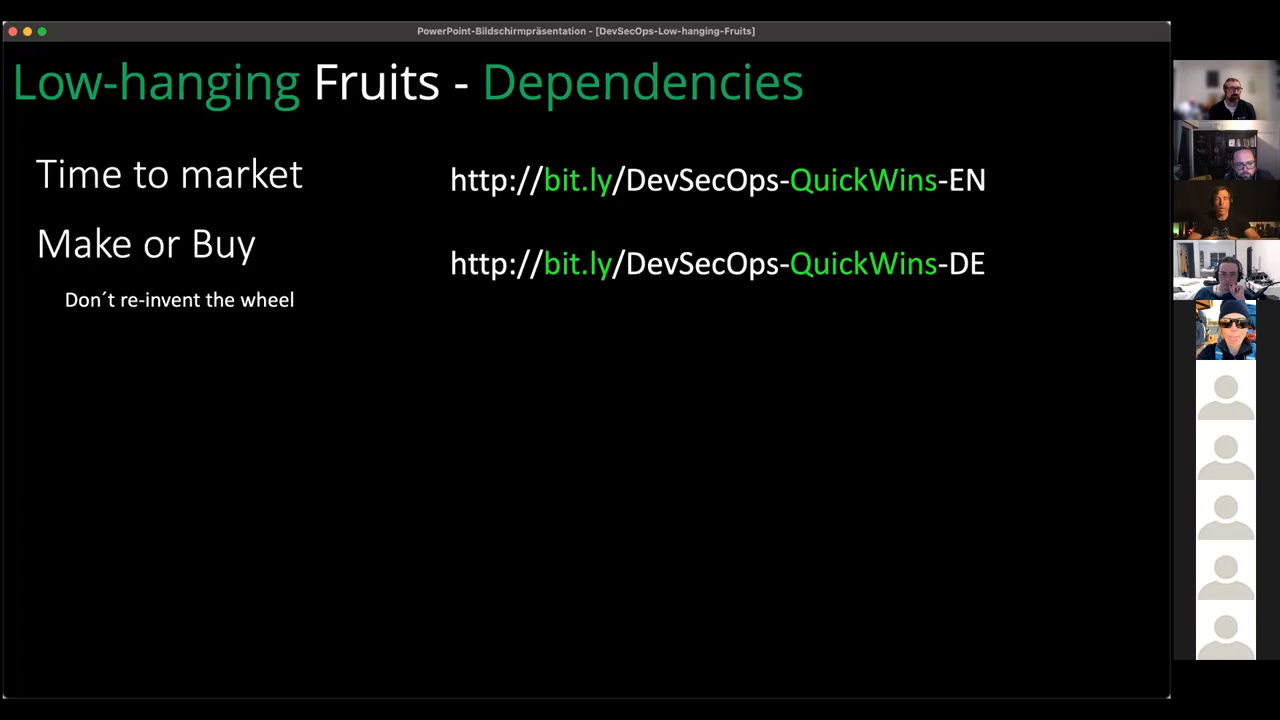 PowerPoint-Bildschirmpräsentation - [DevSecOps-Low-hanging-Fruits]
Low-hanging Fruits - Dependencies
Time to market
http://bit.ly/DevSecOps-QuickWins-EN
Make or Buy
http://bit.ly/DevSecOps-QuickWins-DE
Don´t re-invent the wheel